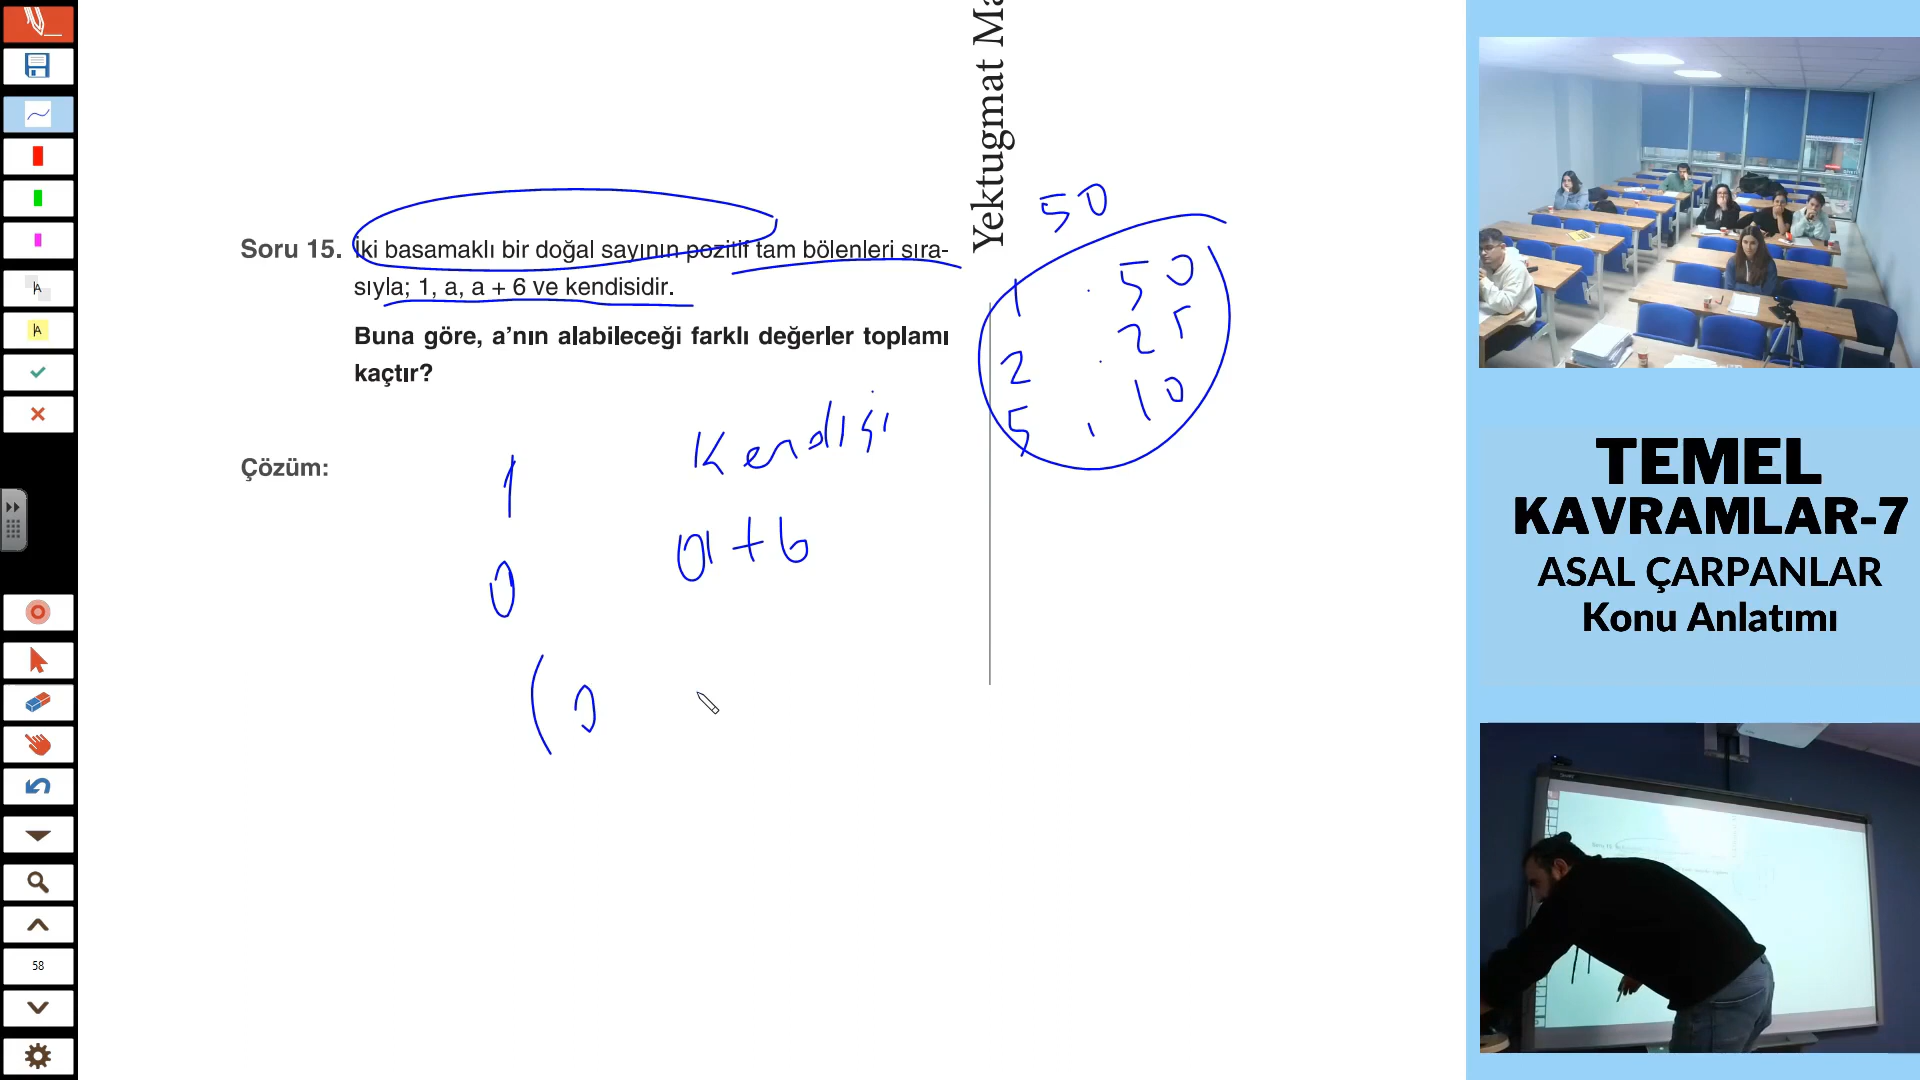 Yektugmat Ma
Soru 15. İki basamaklı bir doğal sayının pozitif tam bölenleri sıra-
sıyla; 1, a, a + 6 ve kendisidir.
Buna göre, a'nın alabileceği farklı değerler toplamı
kaçtır?
Çözüm:
1 Kendisi
a a+6
(a
50
1 . 50
2 . 25
5 , 10
58
TEMEL
KAVRAMLAR-7
ASAL ÇARPANLAR
Konu Anlatımı